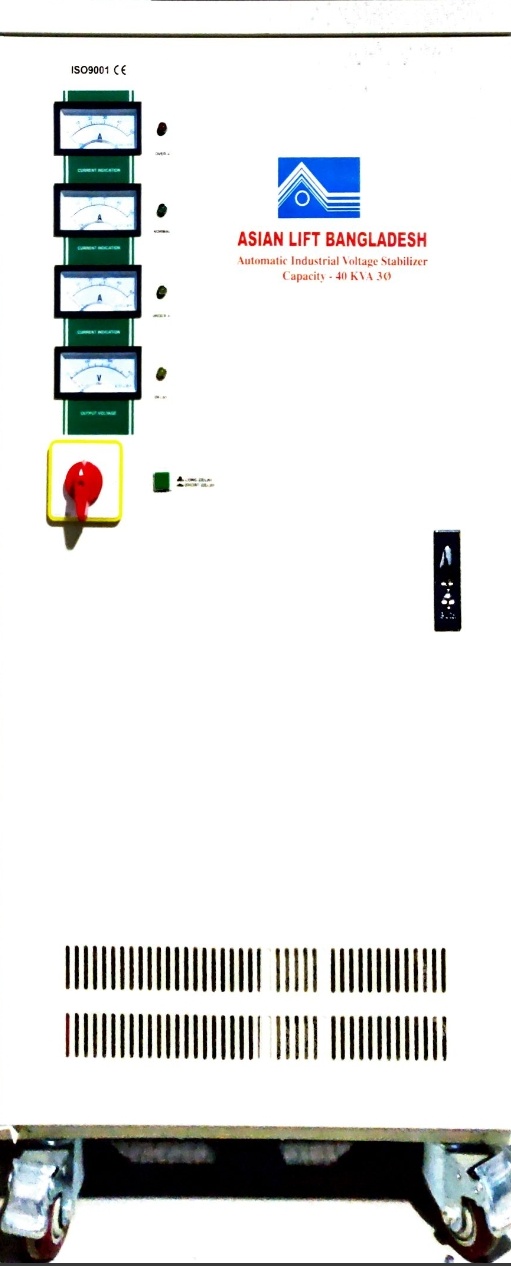 ISO9001 CE
A
OVER V
CURRENT INDICATION
A
NORMAL
CURRENT INDICATION
A
UNDER V
CURRENT INDICATION
V
DELAY
OUTPUT VOLTAGE
ASIAN LIFT BANGLADESH
Automatic Industrial Voltage Stabilizer
Capacity - 40 KVA 3Ø
LONG DELAY
SHORT DELAY